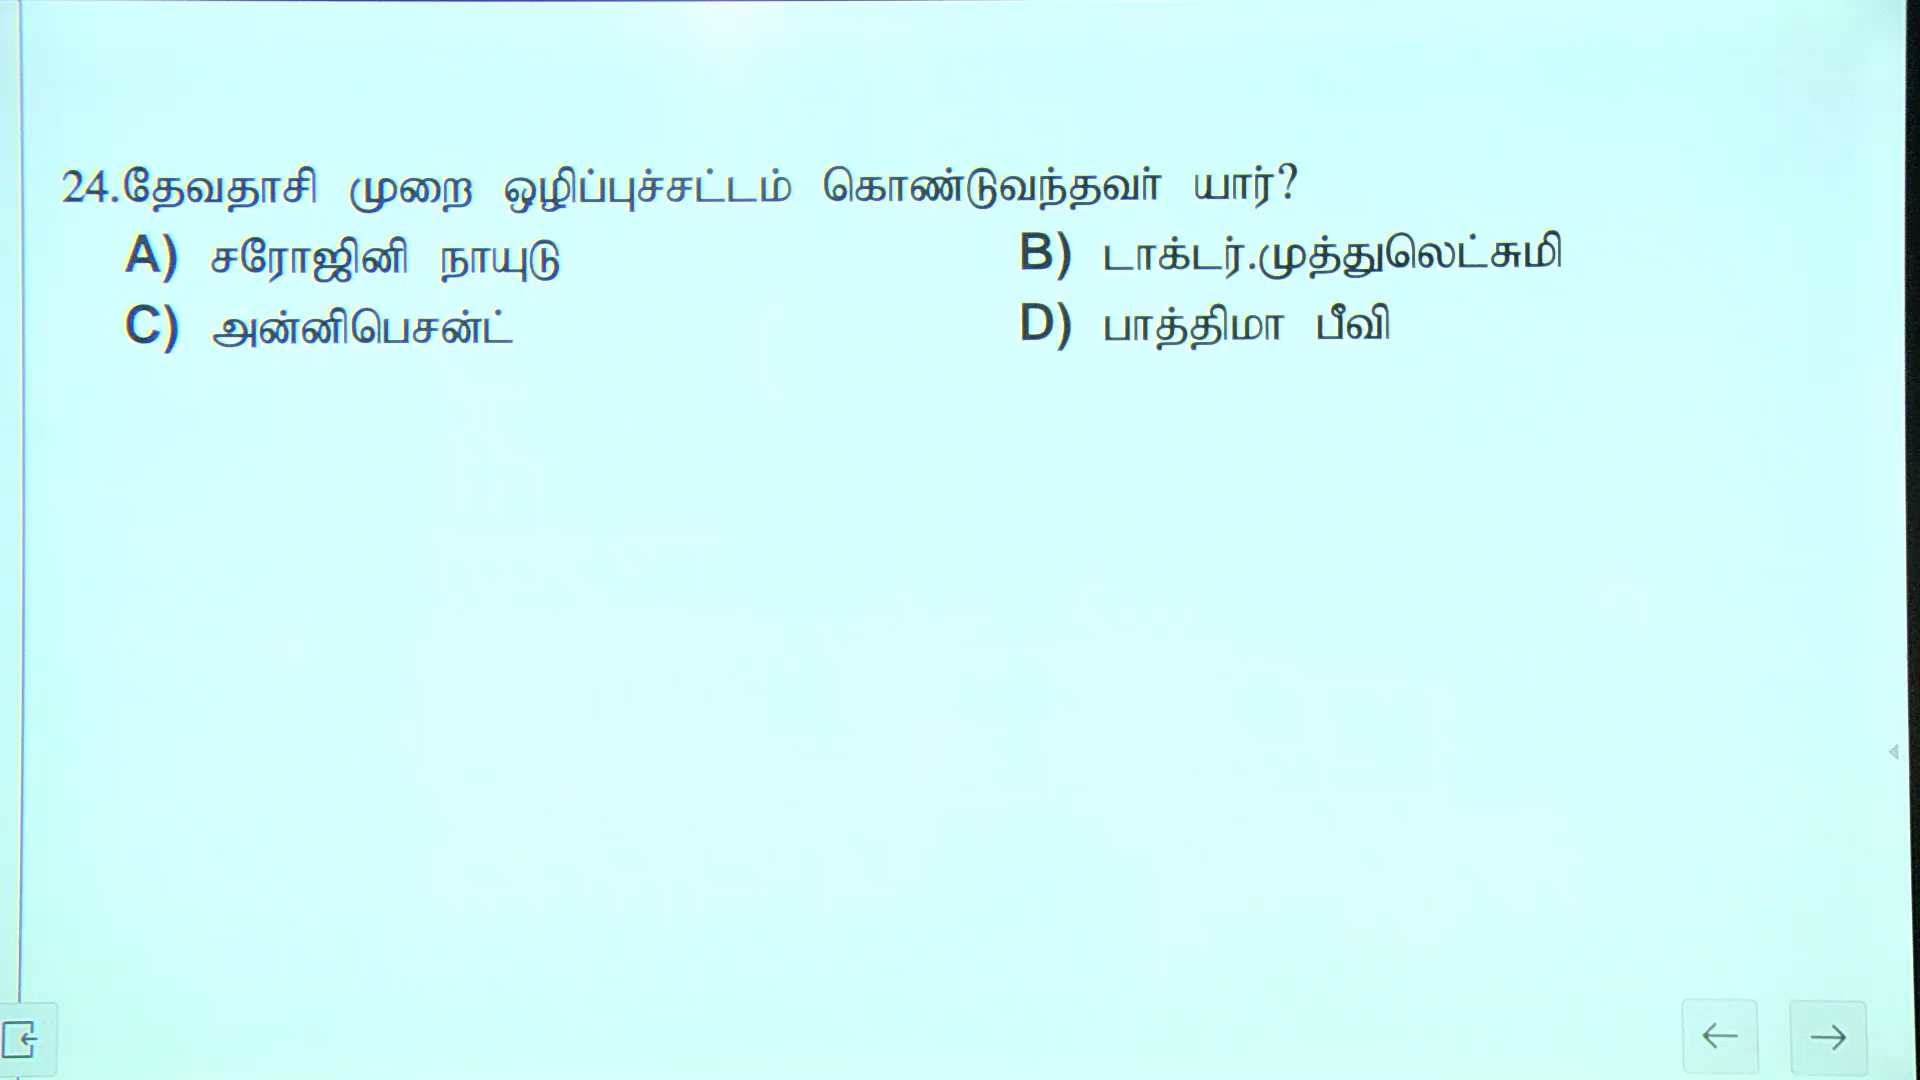 24.தேவதாசி முறை ஒழிப்புச்சட்டம் கொண்டுவந்தவர் யார்?
A) சரோஜினி நாயுடு B) டாக்டர்.முத்துலெட்சுமி
C) அன்னிபெசன்ட் D) பாத்திமா பீவி